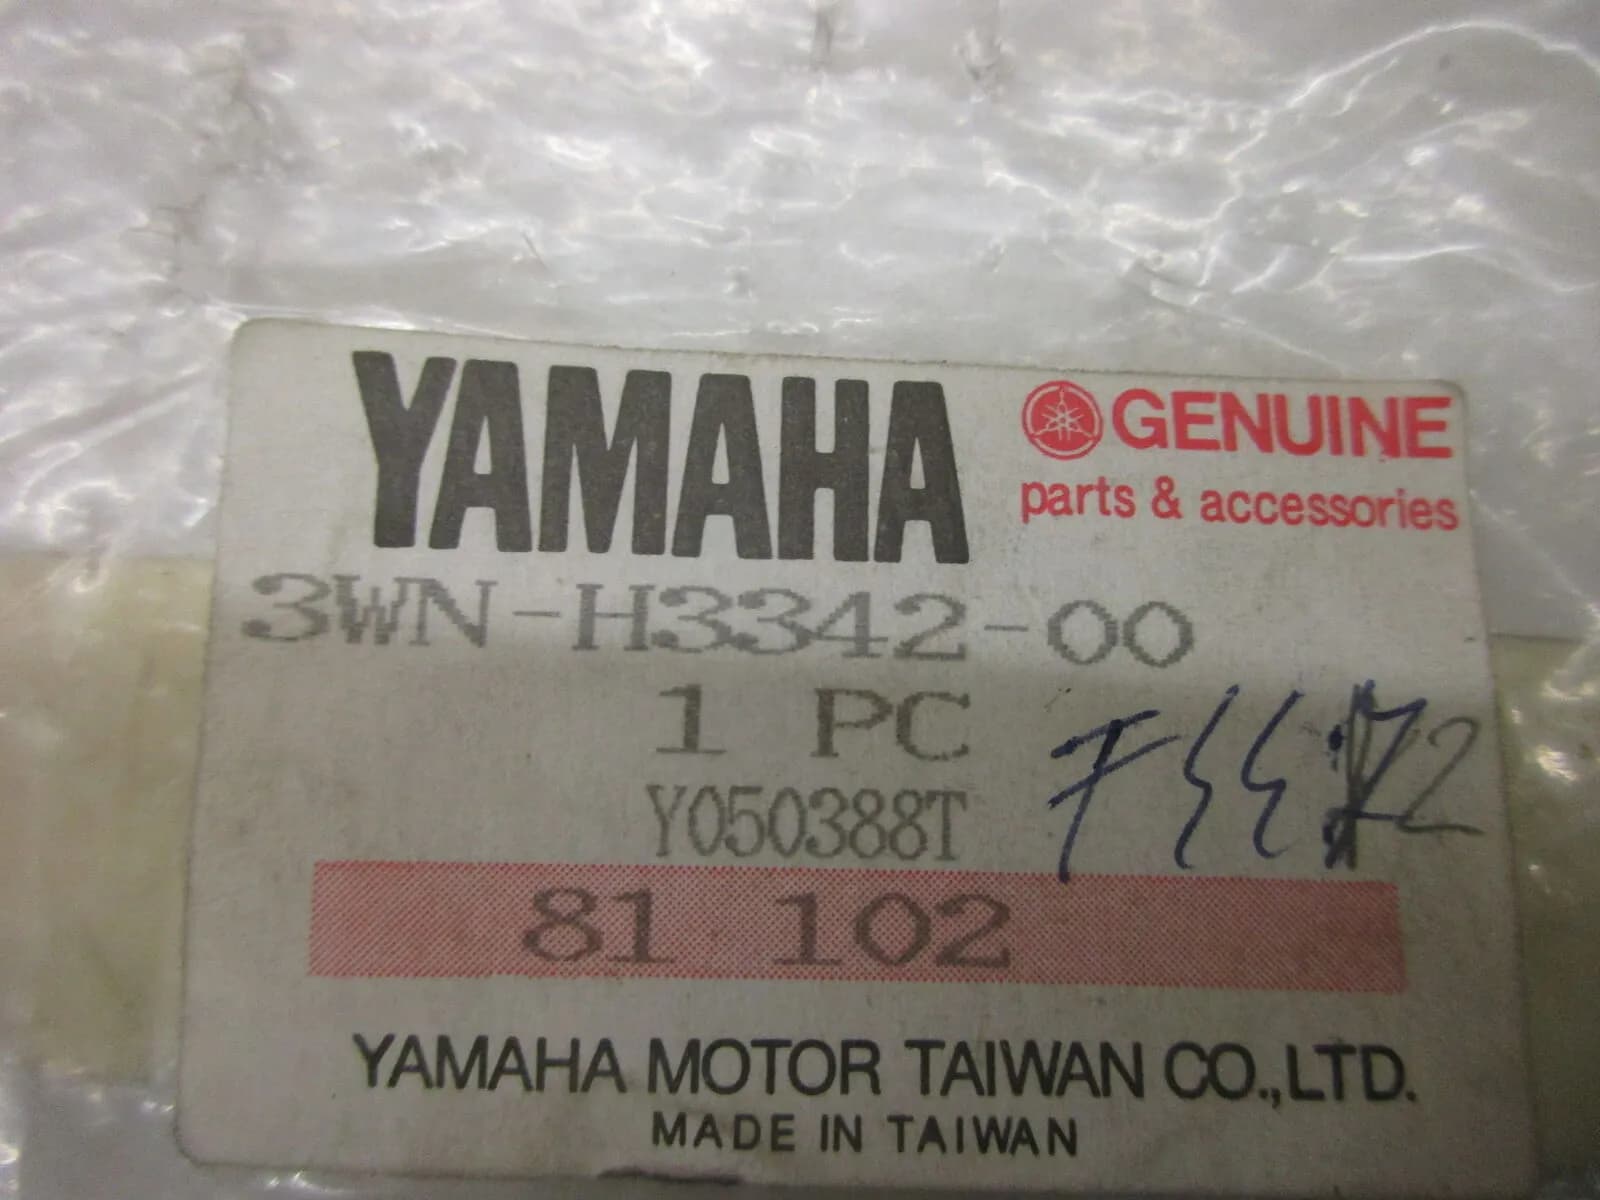 YAMAHA
GENUINE
parts & accessories
3WN-H3342-00
1 PC
Y050388T
81 102
YAMAHA MOTOR TAIWAN CO.,LTD.
MADE IN TAIWAN